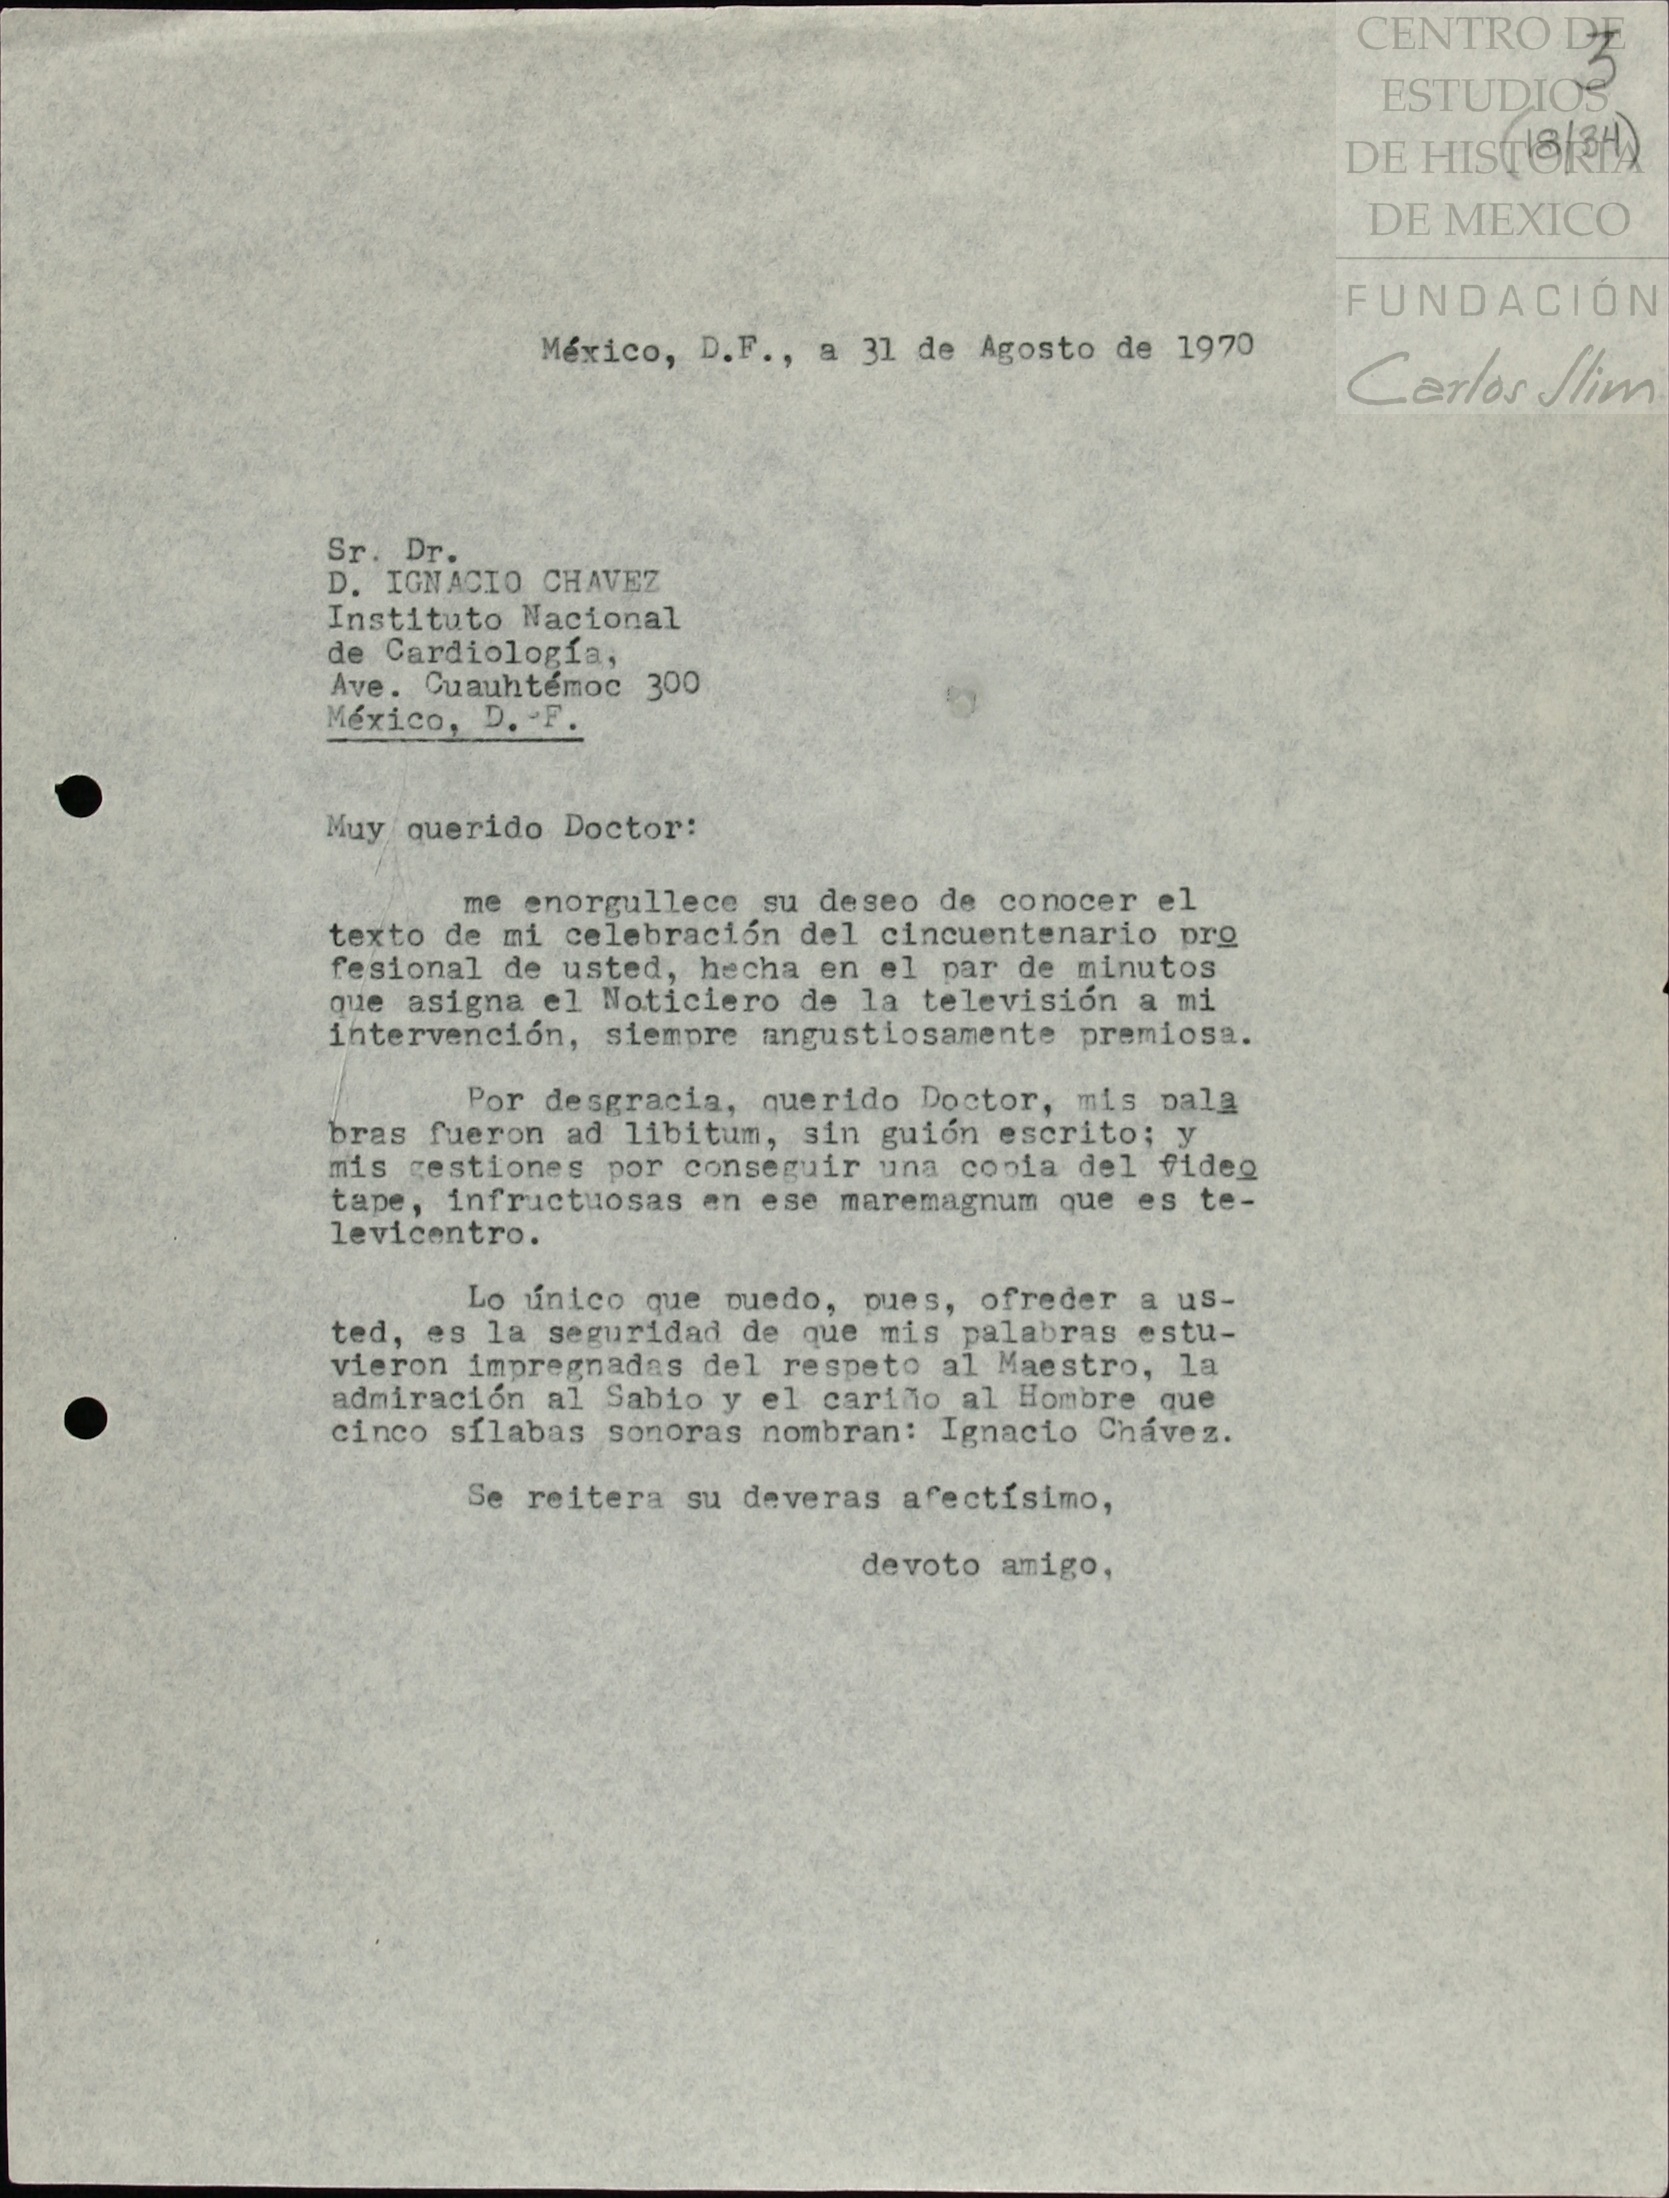 CENTRO DE
3
ESTUDIOS
(18/34)
DE HISTORIA
DE MEXICO
FUNDACIÓN
Carlos Slim
México, D.F., a 31 de Agosto de 1970
Sr. Dr.
D. IGNACIO CHAVEZ
Instituto Nacional
de Cardiología,
Ave. Cuauhtémoc 300
México, D.-F.
Muy querido Doctor:
me enorgullece su deseo de conocer el
texto de mi celebración del cincuentenario pro
fesional de usted, hecha en el par de minutos
que asigna el Noticiero de la televisión a mi
intervención, siempre angustiosamente premiosa.
Por desgracia, querido Doctor, mis pala
bras fueron ad libitum, sin guión escrito; y
mis gestiones por conseguir una copia del video
tape, infructuosas en ese maremagnum que es te-
levicentro.
Lo único que puedo, pues, ofreder a us-
ted, es la seguridad de que mis palabras estu-
vieron impregnadas del respeto al Maestro, la
admiración al Sabio y el cariño al Hombre que
cinco sílabas sonoras nombran: Ignacio Chávez.
Se reitera su deveras afectísimo,
devoto amigo,